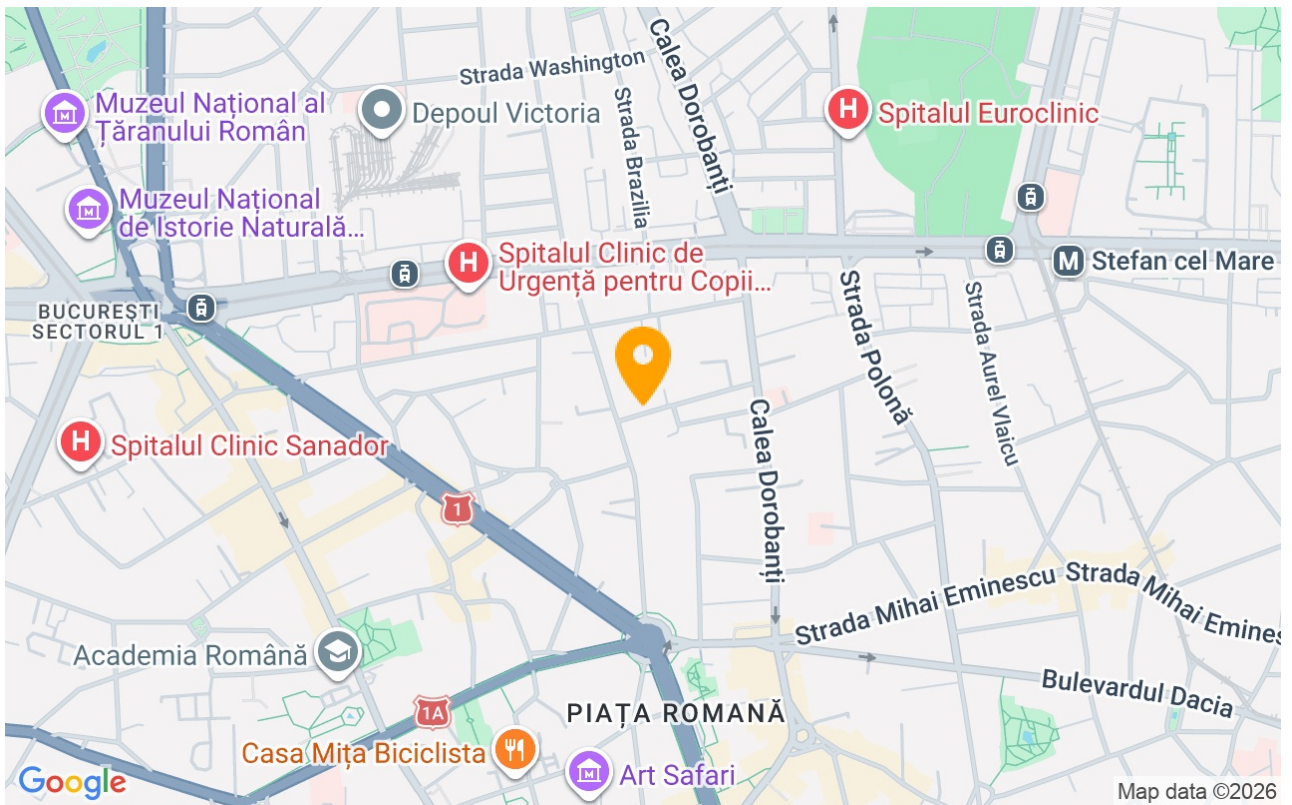 Strada Washington
Calea Dorobanți
Muzeul Național al
Țăranului Român
Depoul Victoria
Spitalul Euroclinic
Strada Brazilia
Muzeul Național
de Istorie Naturală...
Spitalul Clinic de
Urgență pentru Copii...
M Stefan cel Mare
BUCUREȘTI
SECTORUL 1
Strada Polonă
Strada Aurel Vlaicu
H
H
H
Spitalul Clinic Sanador
Calea Dorobanți
1
Strada Mihai Eminescu
Strada Mihai Emines
Academia Română
Bulevardul Dacia
1A
PIAȚA ROMANĂ
Casa Mița Biciclista
Art Safari
Google
Map data ©2026